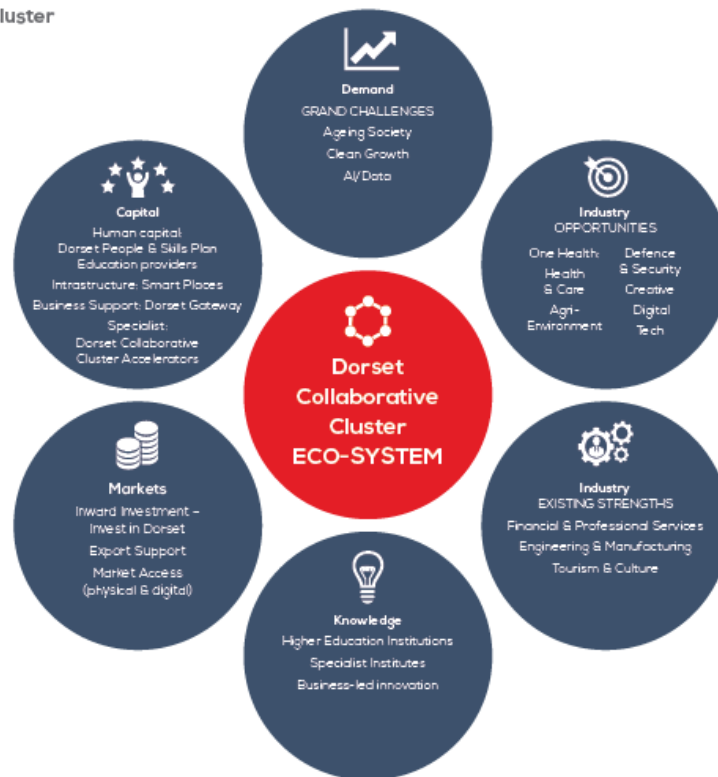 luster
Demand
GRAND CHALLENGES
Ageing Society
Clean Growth
AI/Data
Capital
Human capital:
Dorset People & Skills Plan
Education providers
Intrastructure: Smart Places
Business Support: Dorset Gateway
Specialist:
Dorset Collaborative
Cluster Accelerators
Industry
OPPORTUNITIES
One Health:
Health
& Care
Agri-
Environment
Defence
& Security
Creative
Digital
Tech
Dorset
Collaborative
Cluster
ECO-SYSTEM
Markets
Inward Investment –
Invest in Dorset
Export Support
Market Access
(physical & digital)
Industry
EXISTING STRENGTHS
Financial & Professional Services
Engineering & Manufacturing
Tourism & Culture
Knowledge
Higher Education Institutions
Specialist Institutes
Business-led innovation